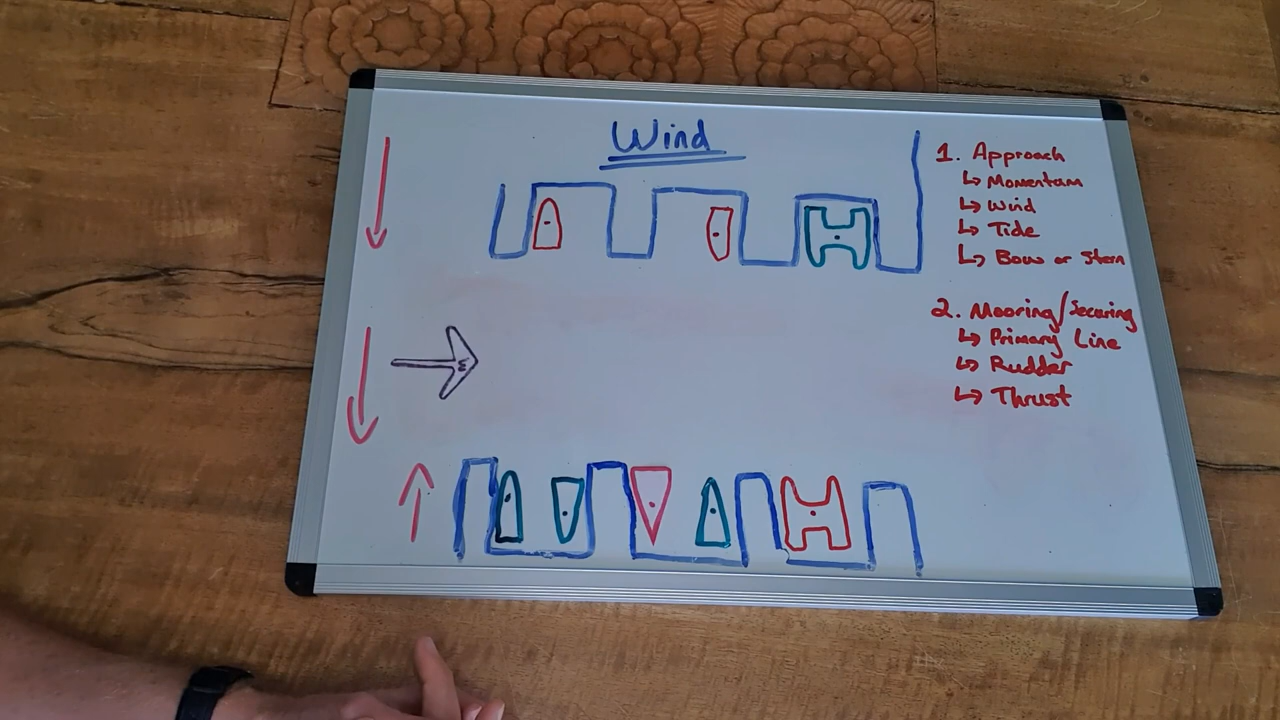 Wind
1. Approach
↳ Momentum
↳ Wind
↳ Tide
↳ Bow or Stern
2. Mooring/Securing
↳ Primary Line
↳ Rudder
↳ Thrust